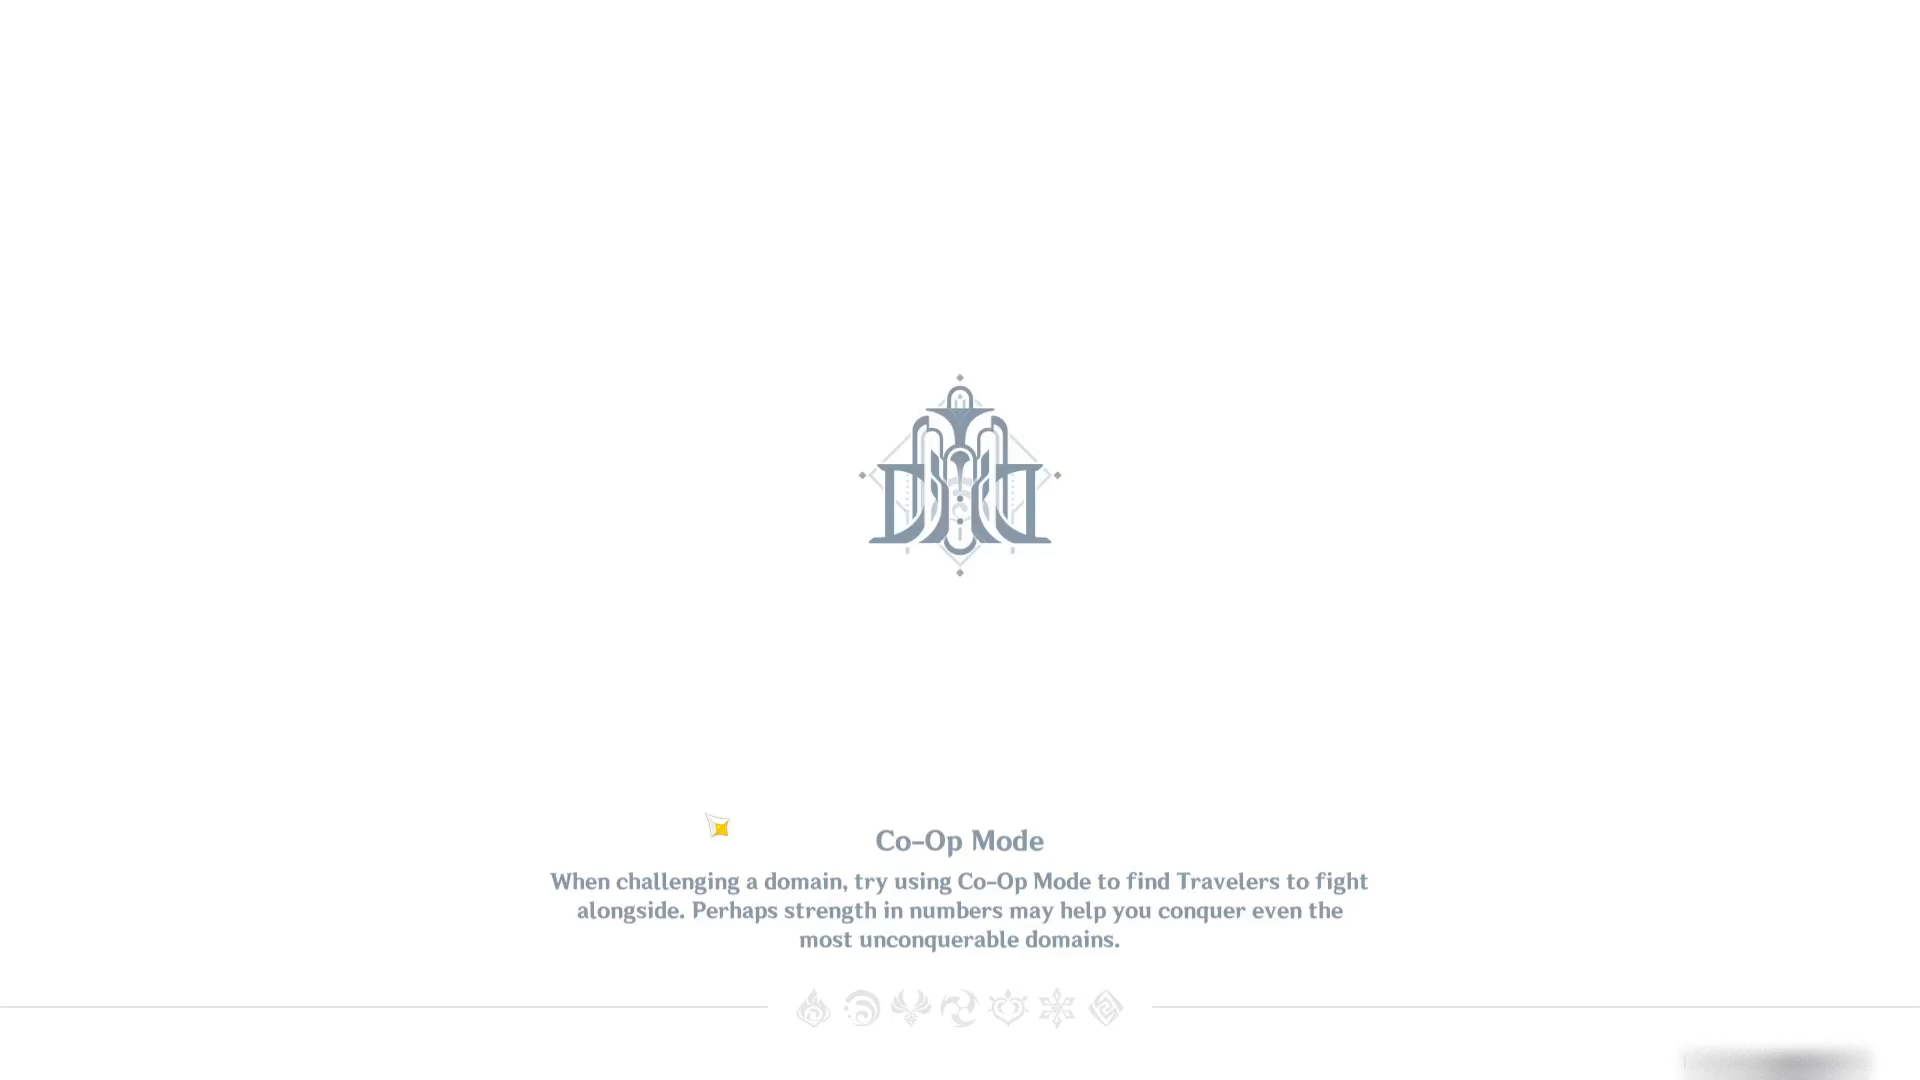 Co-Op Mode
When challenging a domain, try using Co-Op Mode to find Travelers to fight
alongside. Perhaps strength in numbers may help you conquer even the
most unconquerable domains.